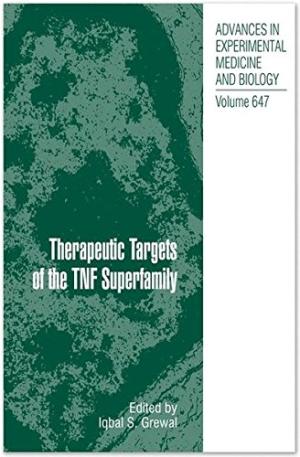 ADVANCES IN
EXPERIMENTAL
MEDICINE
AND BIOLOGY
Volume 647
Therapeutic Targets
of the TNF Superfamily
Edited by
Iqbal S. Grewal